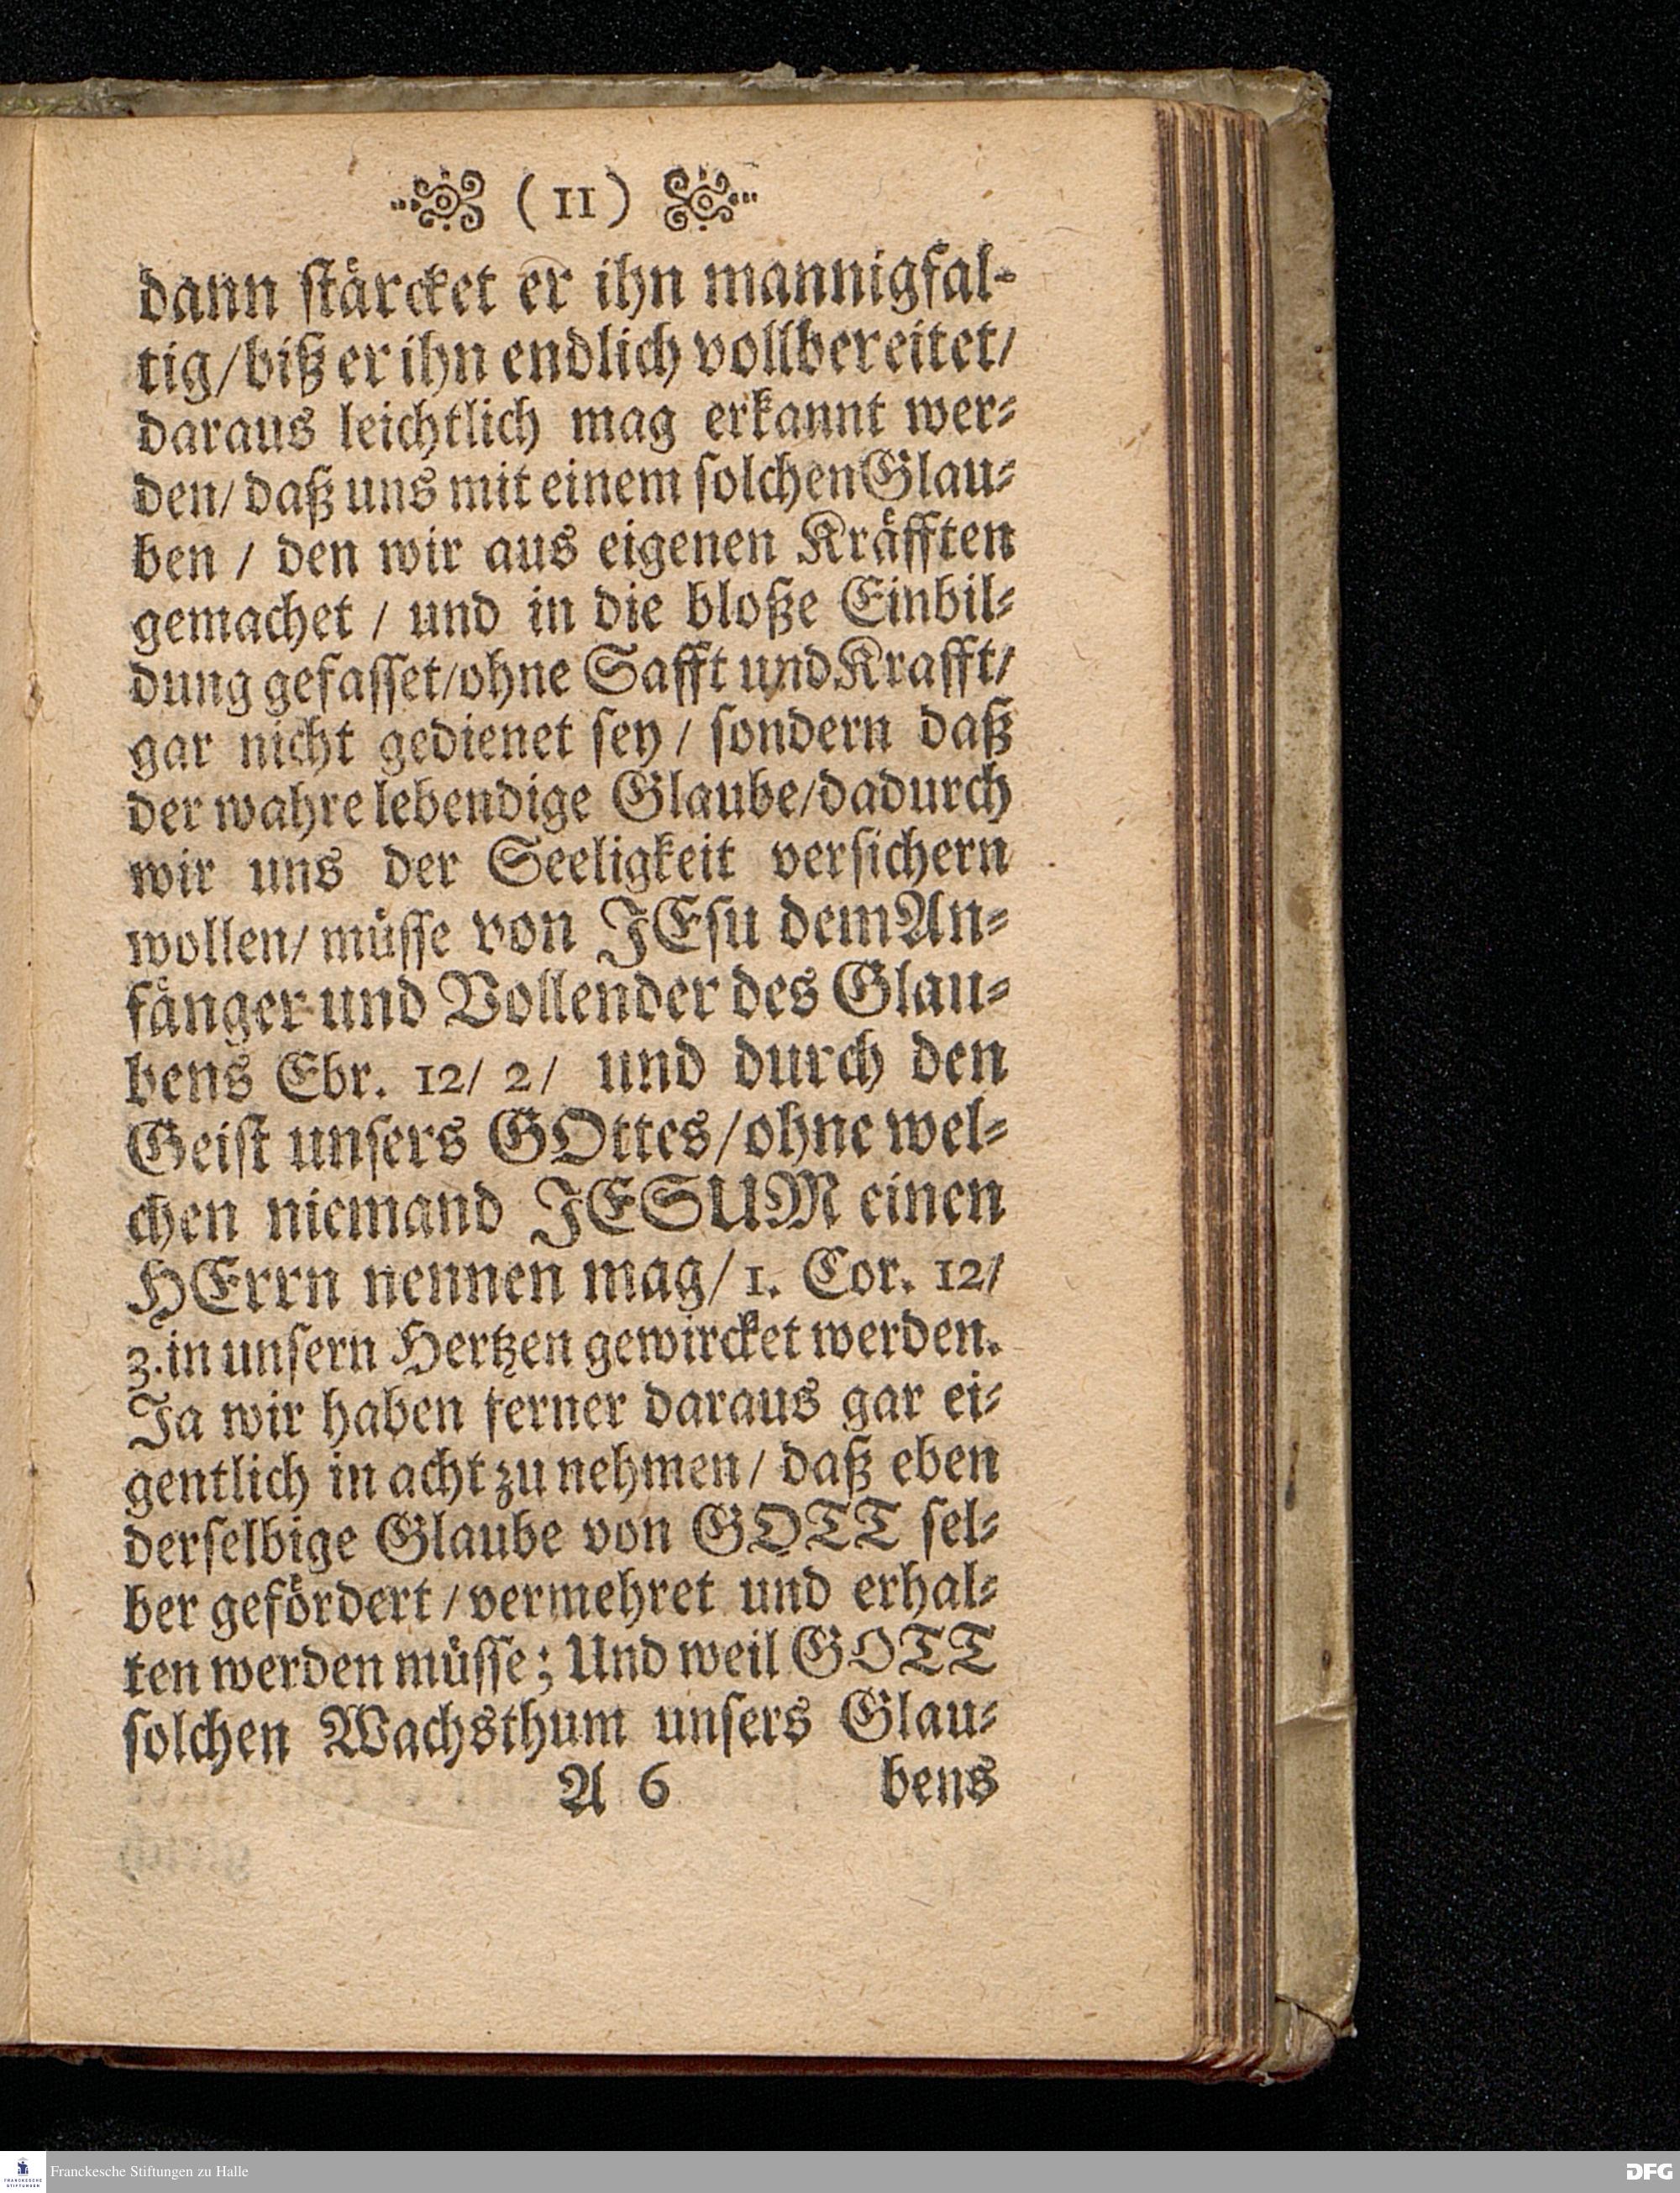 (11)
dann stärcket er ihn mannigfal-
tig/ biß er ihn endlich vollbereitet/
daraus leichtlich mag erkannt wer-
den/ daß uns mit einem solchen Glau-
ben / den wir aus eigenen Kräfften
gemachet / und in die bloße Einbil-
dung gefasset/ohne Safft und Krafft/
gar nicht gedienet sey / sondern daß
der wahre lebendige Glaube/dadurch
wir uns der Seeligkeit versichern
wollen/ müsse von JEsu dem An-
fänger und Vollender des Glau-
bens Ebr. 12/ 2/ und durch den
Geist unsers GOttes/ohne wel-
chen niemand JESUM einen
HErrn nennen mag/ 1. Cor. 12/
3. in unsern Hertzen gewircket werden.
Ja wir haben ferner daraus gar ei-
gentlich in acht zu nehmen/ daß eben
derselbige Glaube von GOTT sel-
ber gefördert / vermehret und erhal-
ten werden müsse; Und weil GOTT
solchen Wachsthum unsers Glau-
A 6 bens
Franckesche Stiftungen zu Halle
DFG